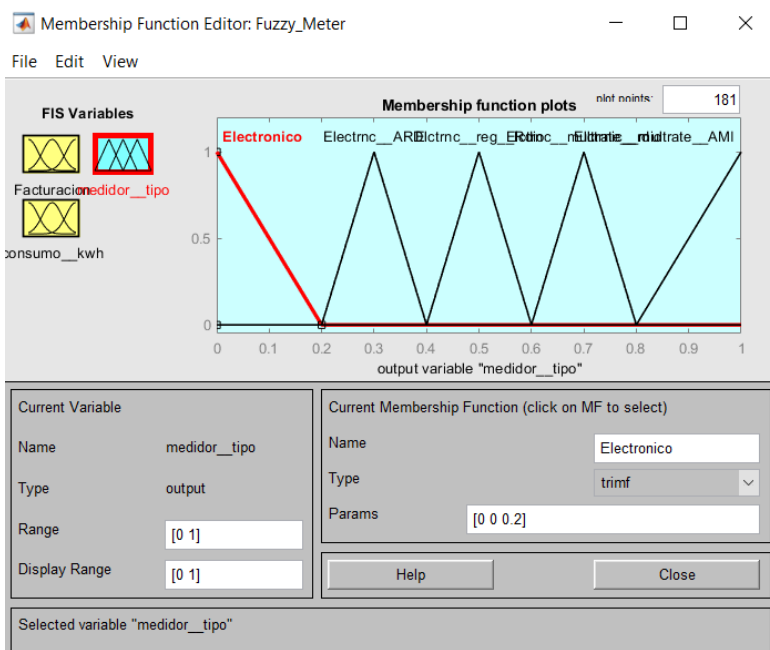 Membership Function Editor: Fuzzy_Meter
File Edit View
FIS Variables
Facturacion
medidor__tipo
consumo__kwh
Membership function plots
plot points:
181
Electronico
Electrnc__ARD
1
0.5
0
0 0.1 0.2 0.3 0.4 0.5 0.6 0.7 0.8 0.9 1
output variable "medidor__tipo"
Current Variable
Name medidor__tipo
Type output
Range [0 1]
Display Range [0 1]
Current Membership Function (click on MF to select)
Name Electronico
Type trimf
Params [0 0 0.2]
Help Close
Selected variable "medidor__tipo"